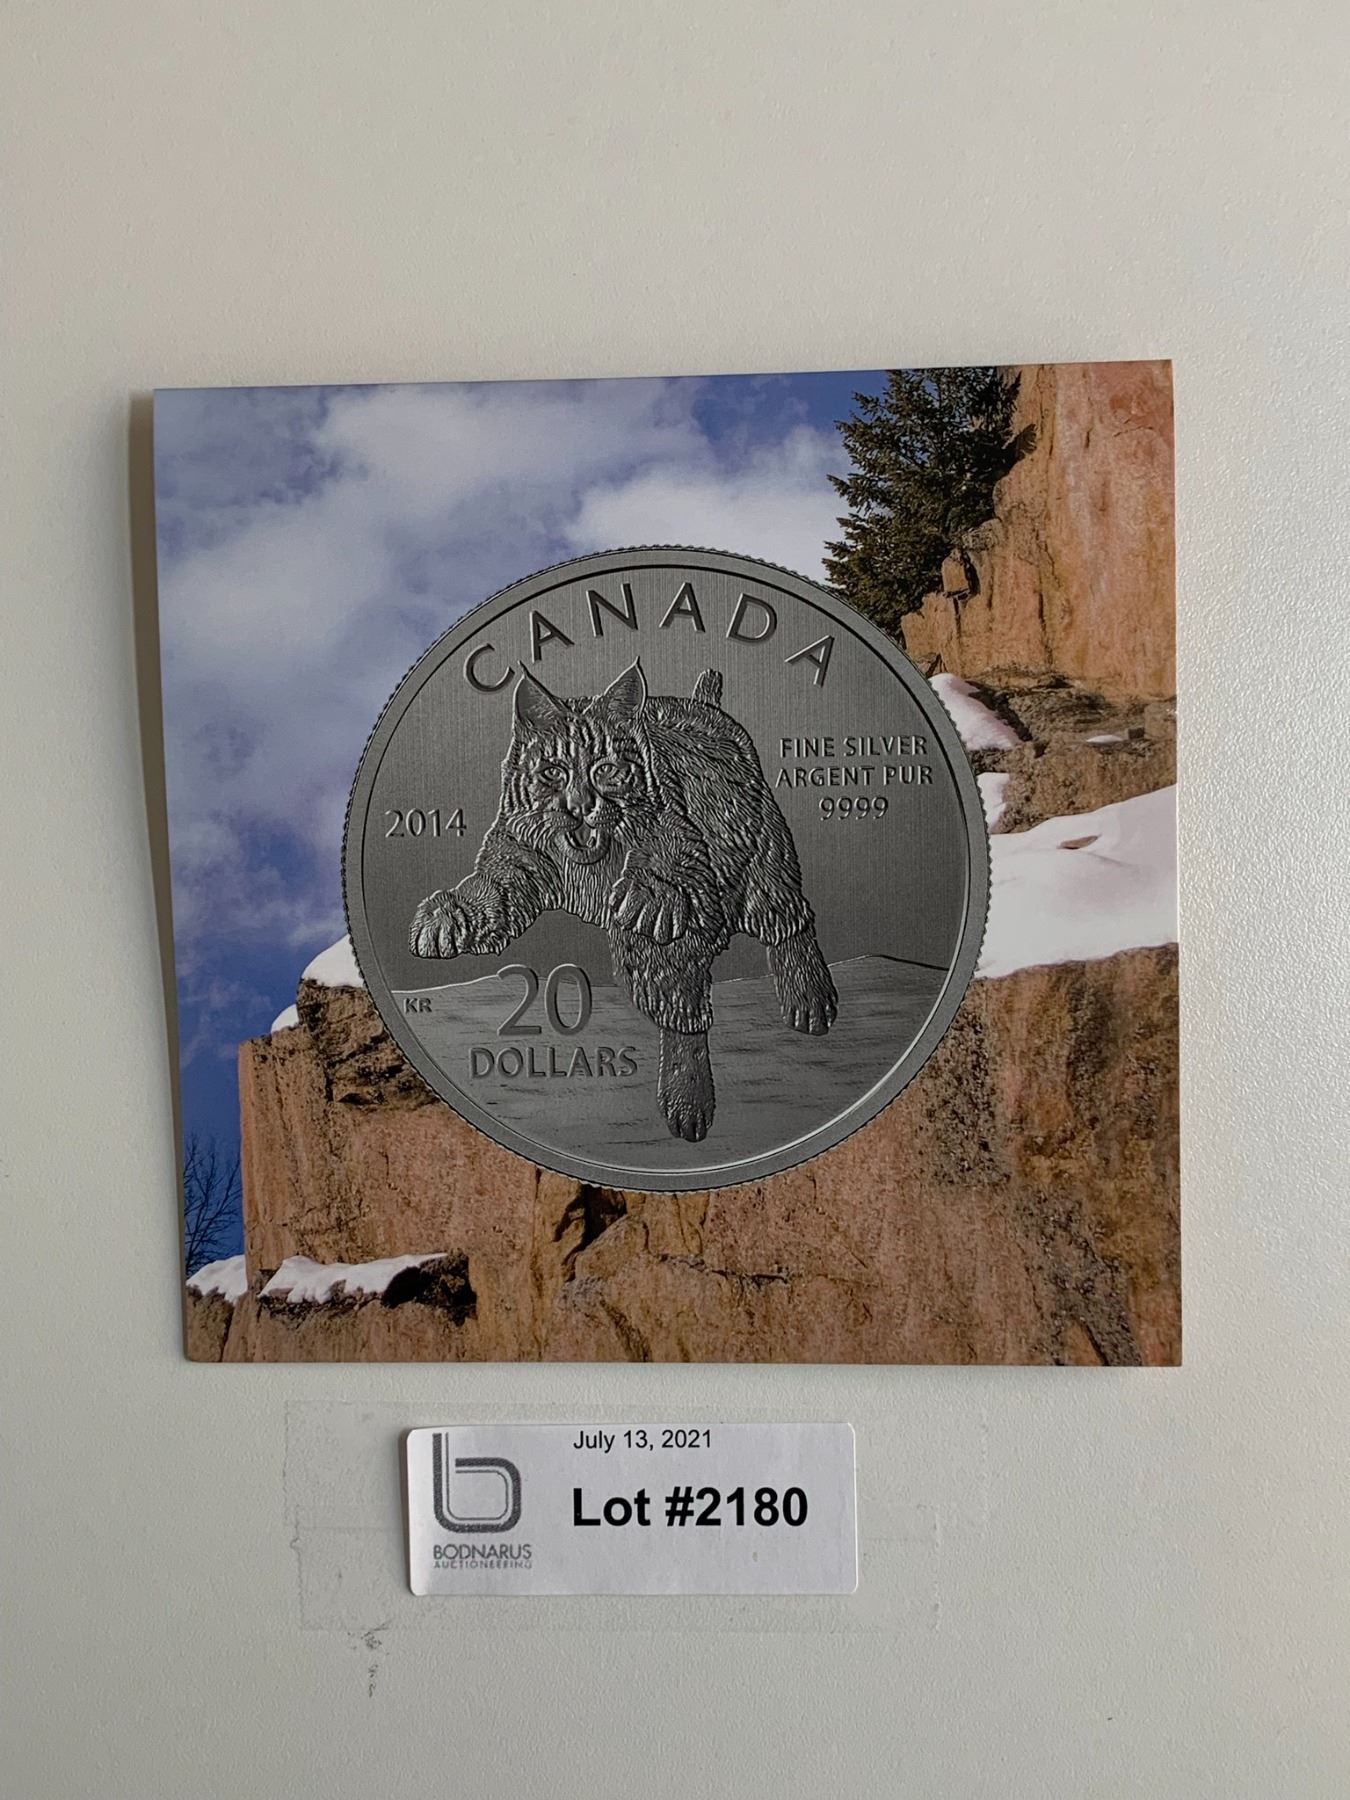 CANADA
FINE SILVER
ARGENT PUR
9999
2014
KR
20
DOLLARS
July 13, 2021
Lot #2180
BODNARUS
AUCTIONEERING